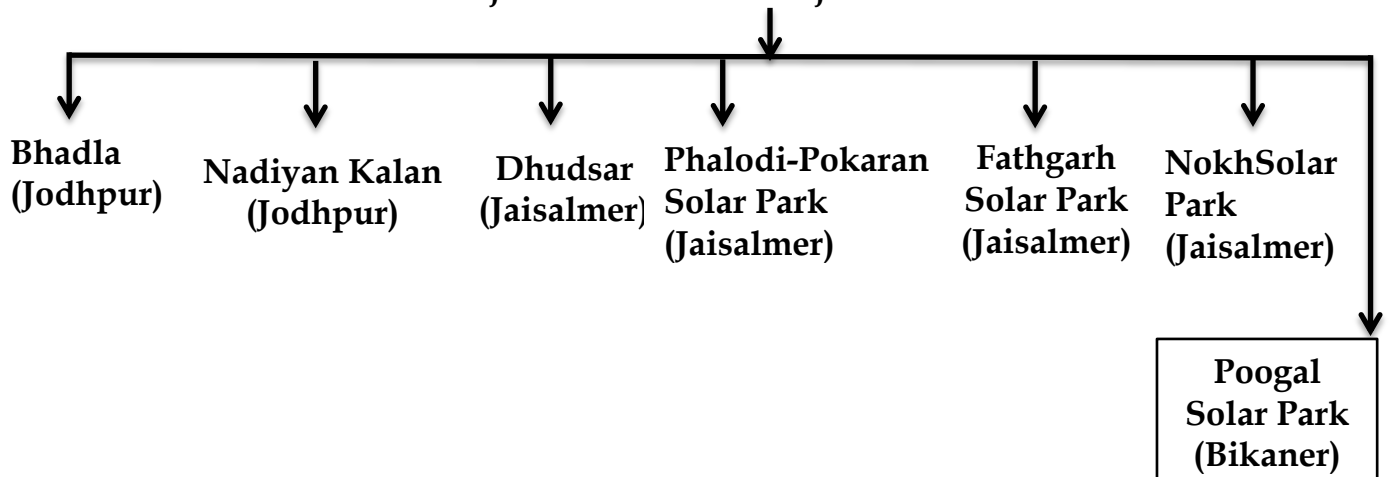 Bhadla
(Jodhpur)
Nadiyan Kalan
(Jodhpur)
Dhudsar
(Jaisalmer)
Phalodi-Pokaran
Solar Park
(Jaisalmer)
Fathgarh
Solar Park
(Jaisalmer)
NokhSolar
Park
(Jaisalmer)
Poogal
Solar Park
(Bikaner)